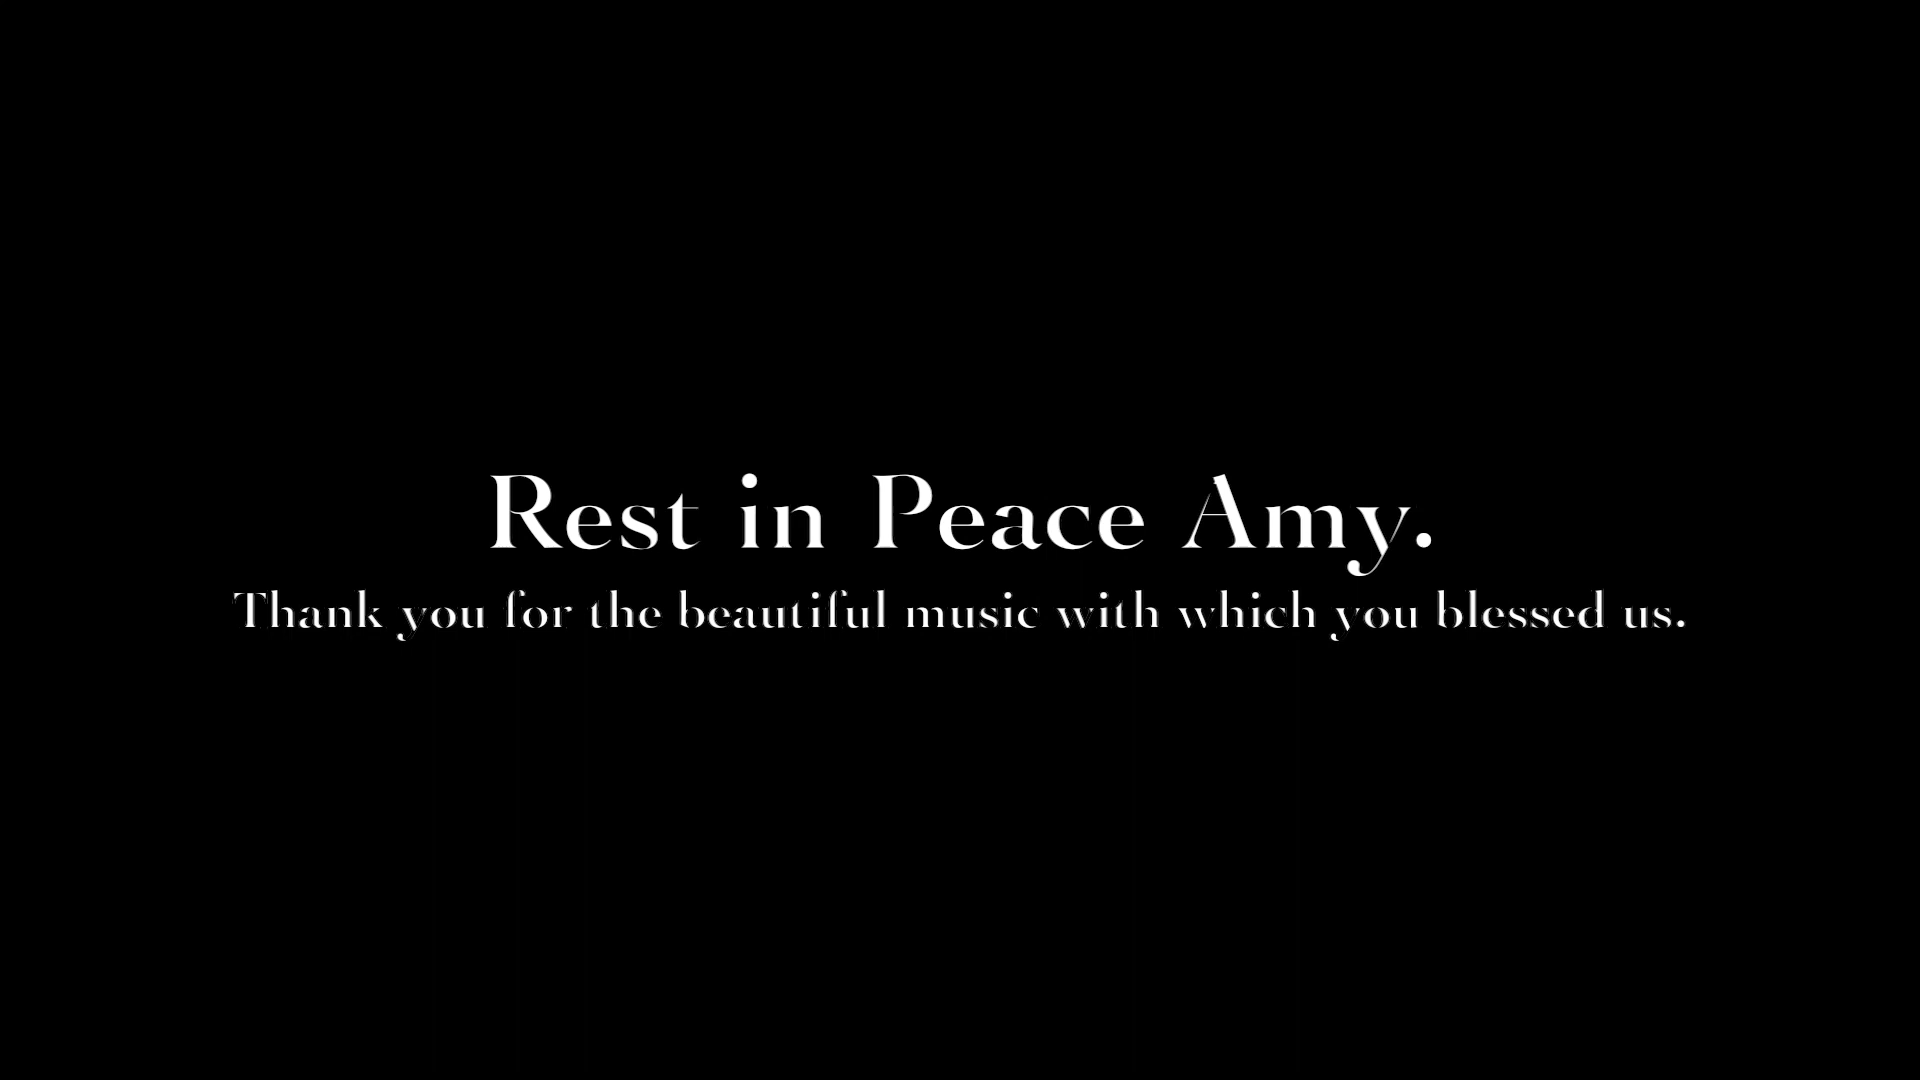 Rest in Peace Amy.
Thank you for the beautiful music with which you blessed us.